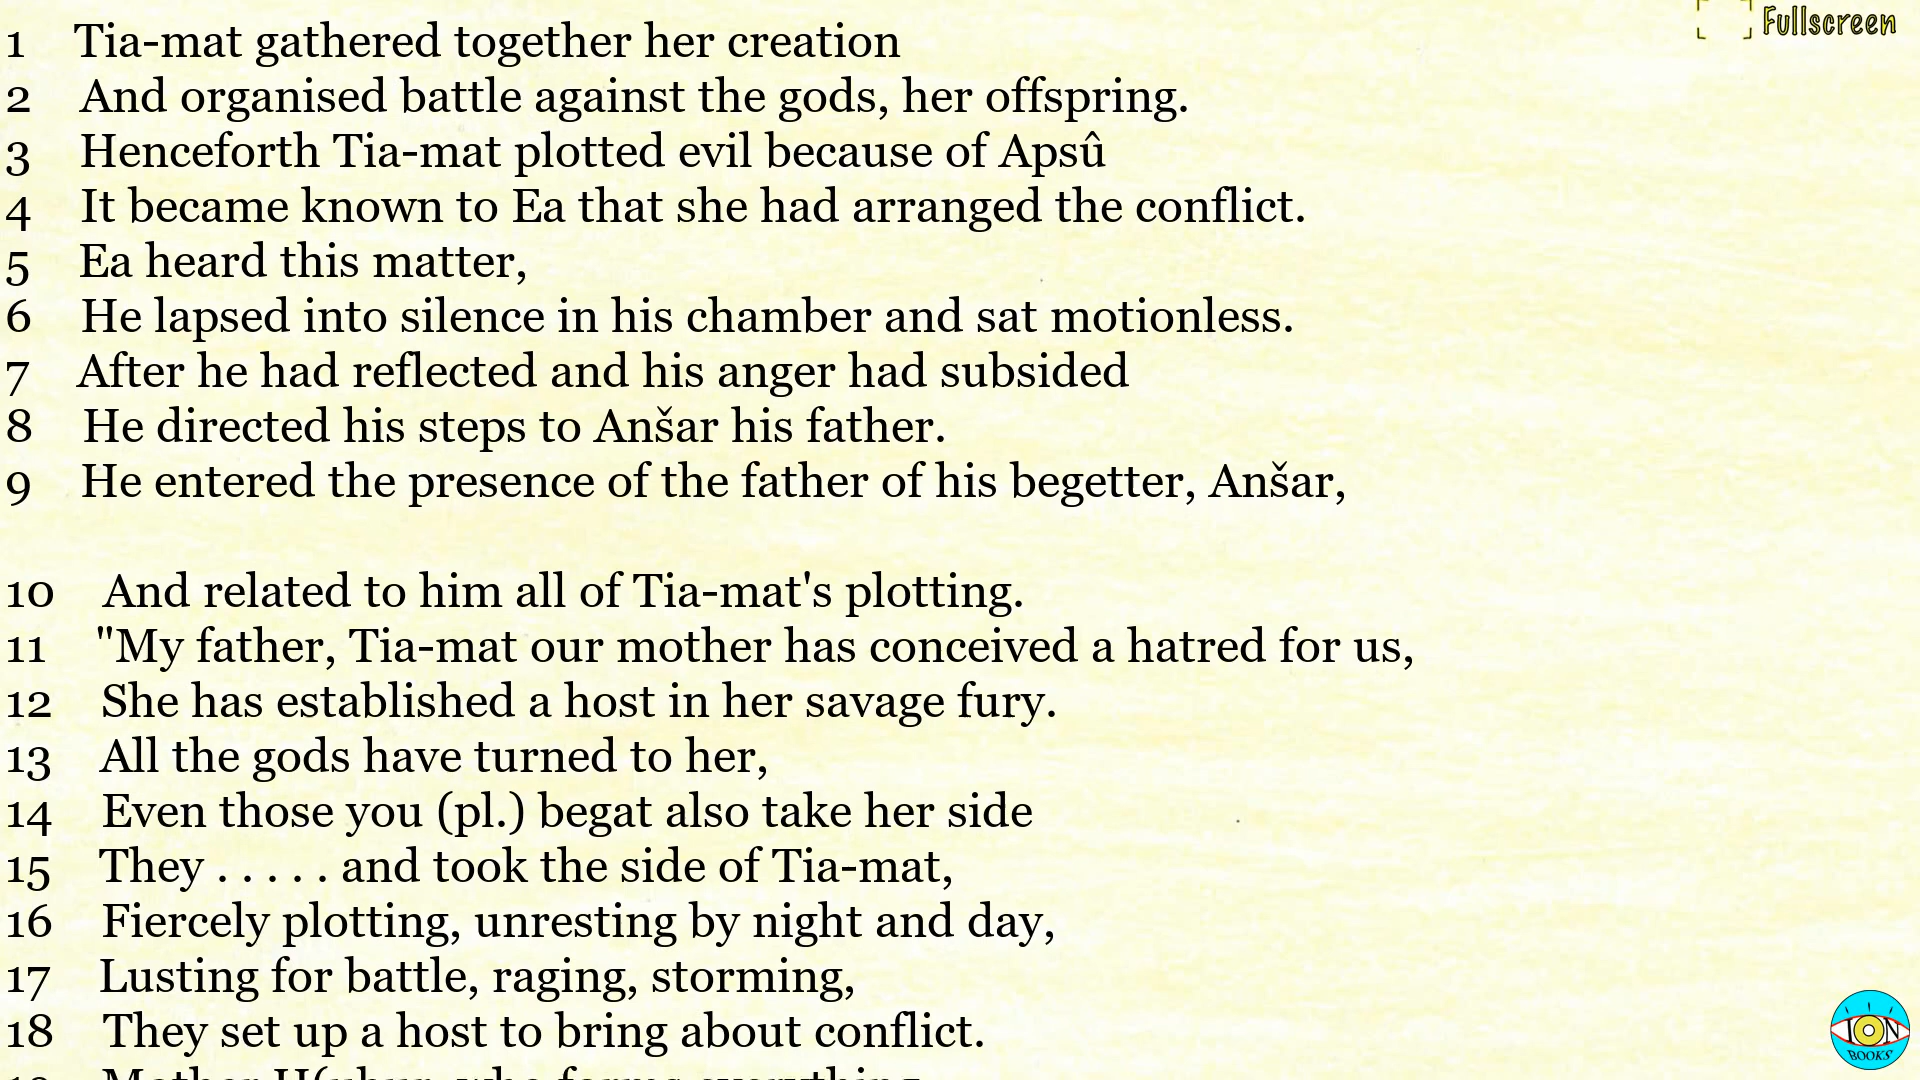 Fullscreen
1 Tia-mat gathered together her creation
2 And organised battle against the gods, her offspring.
3 Henceforth Tia-mat plotted evil because of Apsû
4 It became known to Ea that she had arranged the conflict.
5 Ea heard this matter,
6 He lapsed into silence in his chamber and sat motionless.
7 After he had reflected and his anger had subsided
8 He directed his steps to Anšar his father.
9 He entered the presence of the father of his begetter, Anšar,
10 And related to him all of Tia-mat's plotting.
11 "My father, Tia-mat our mother has conceived a hatred for us,
12 She has established a host in her savage fury.
13 All the gods have turned to her,
14 Even those you (pl.) begat also take her side
15 They . . . . . and took the side of Tia-mat,
16 Fiercely plotting, unresting by night and day,
17 Lusting for battle, raging, storming,
18 They set up a host to bring about conflict.
ION
BOOKS